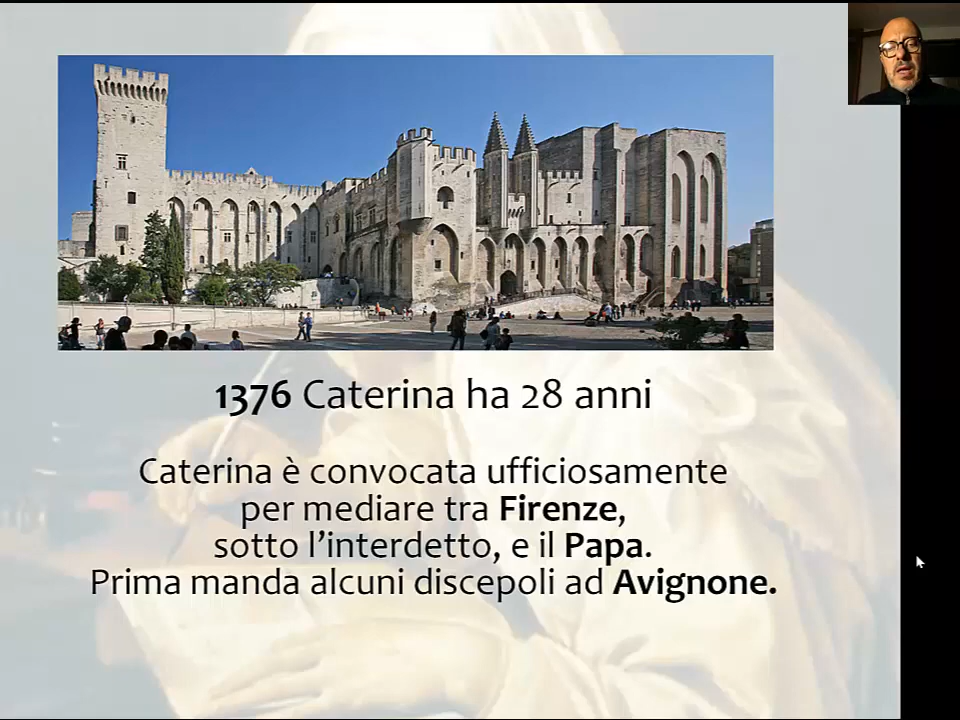 1376 Caterina ha 28 anni
Caterina è convocata ufficiosamente
per mediare tra Firenze,
sotto l’interdetto, e il Papa.
Prima manda alcuni discepoli ad Avignone.